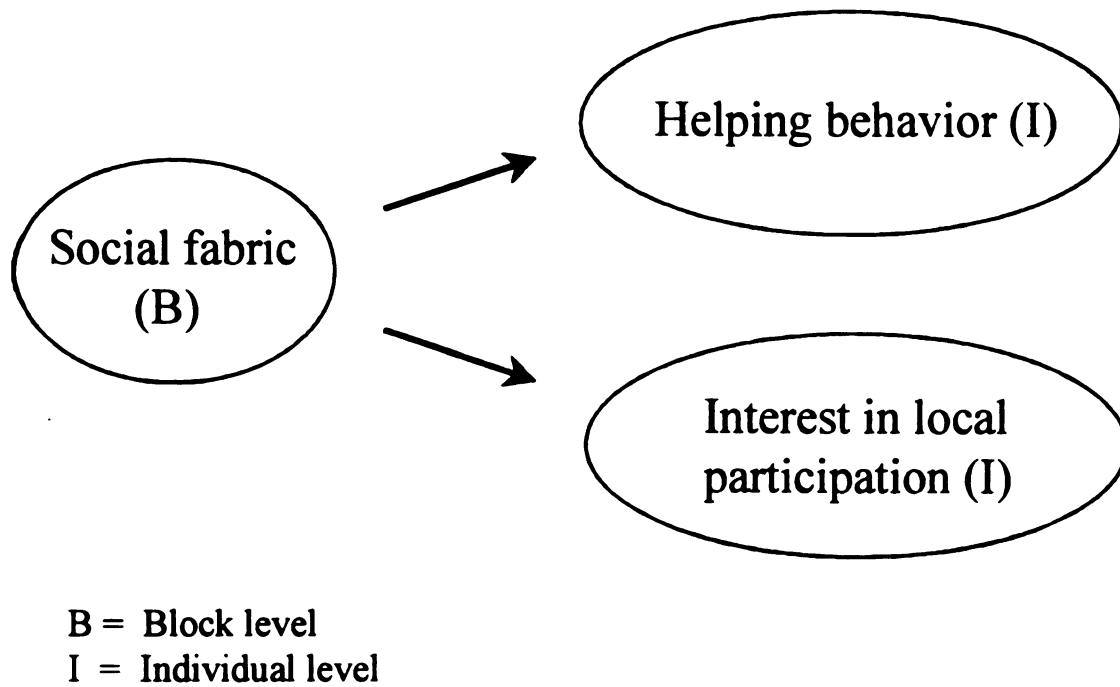 Helping behavior (I)
Social fabric
(B)
Interest in local
participation (I)
B = Block level
I = Individual level